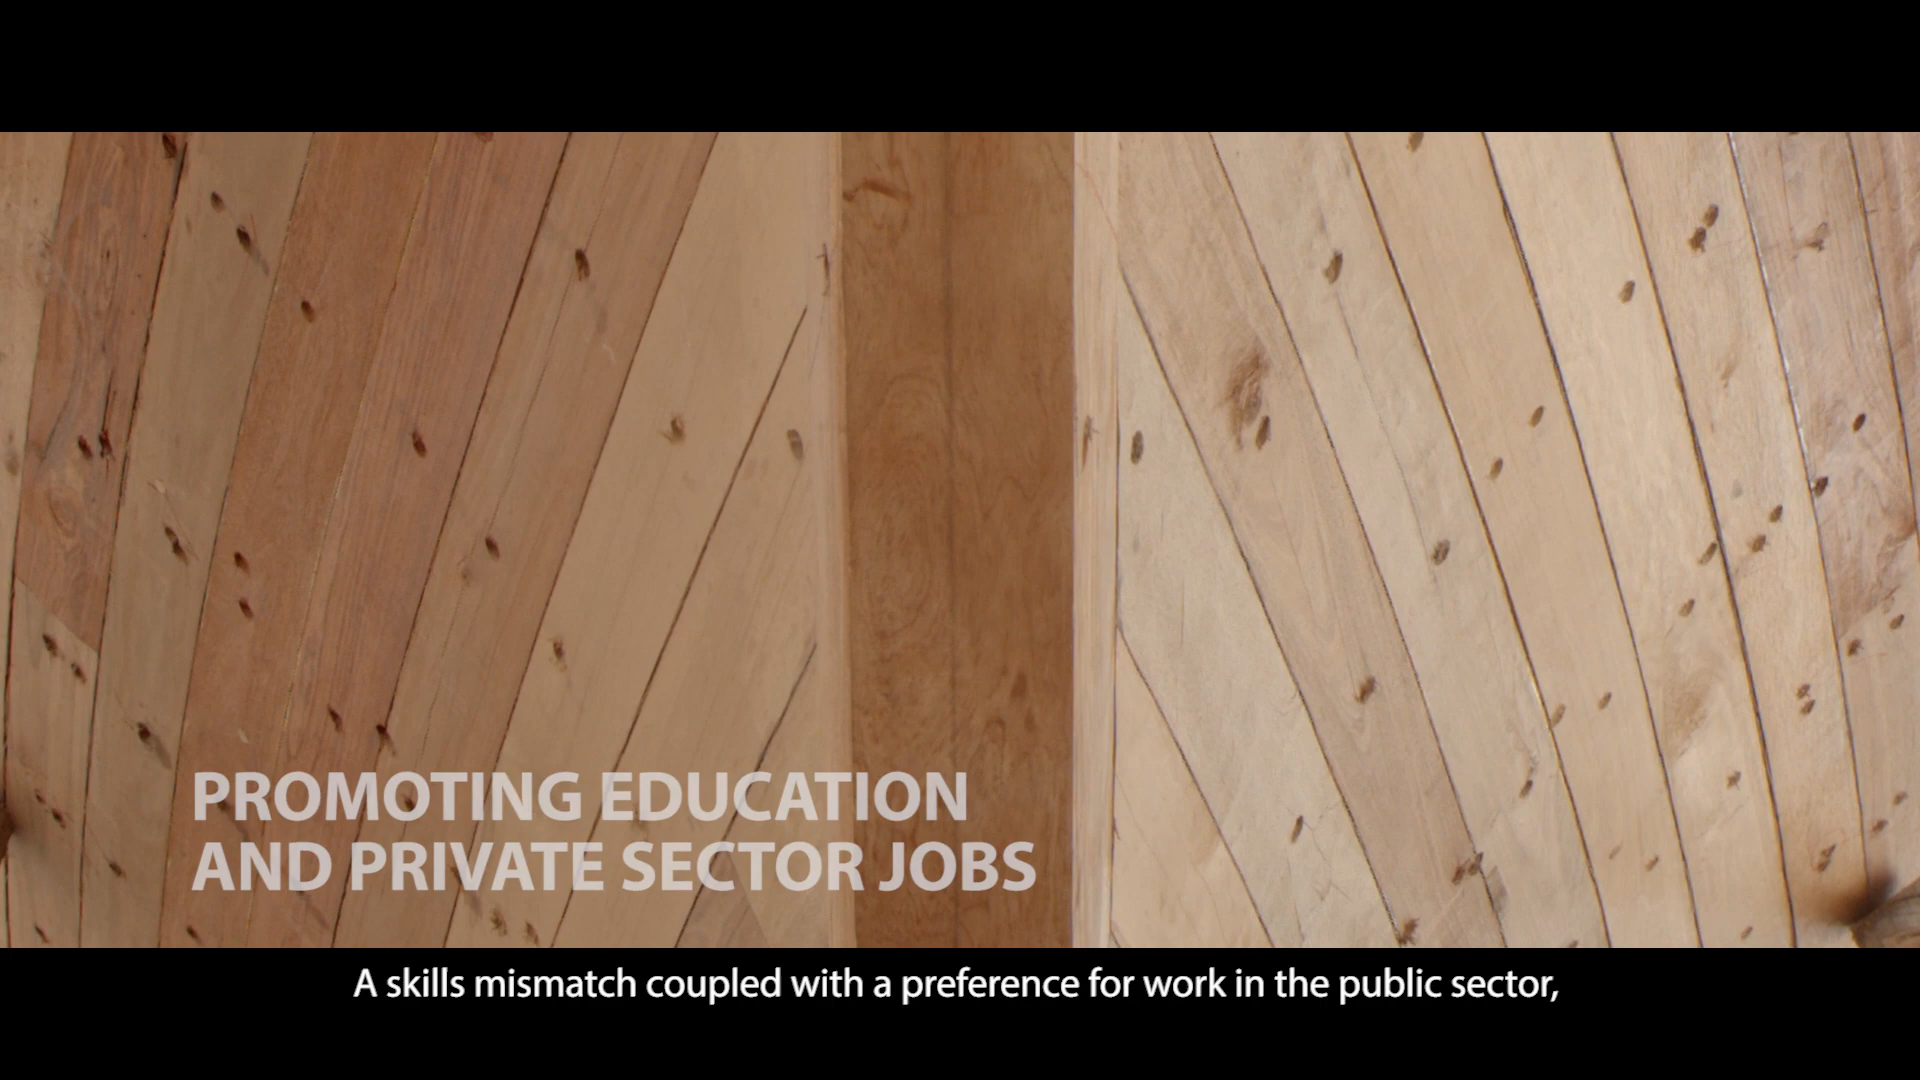 PROMOTING EDUCATION
AND PRIVATE SECTOR JOBS
A skills mismatch coupled with a preference for work in the public sector,